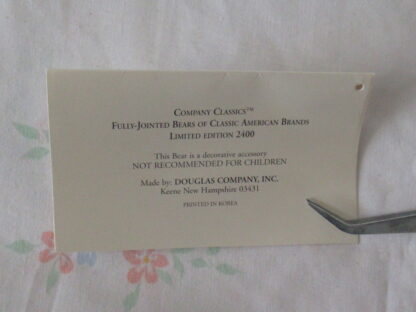 COMPANY CLASSICS™
FULLY-JOINTED BEARS OF CLASSIC AMERICAN BRANDS
LIMITED EDITION 2400
This Bear is a decorative accessory
NOT RECOMMENDED FOR CHILDREN
Made by: DOUGLAS COMPANY, INC.
Keene New Hampshire 03431
PRINTED IN KOREA